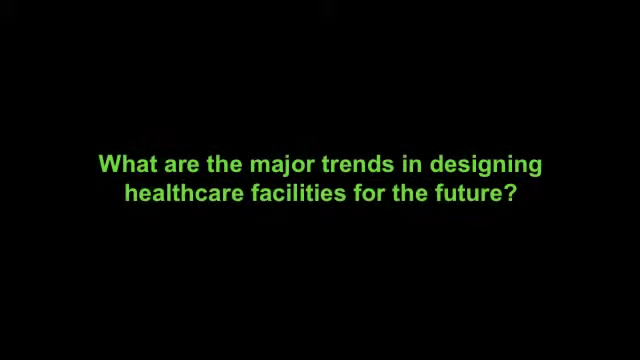 What are the major trends in designing
healthcare facilities for the future?